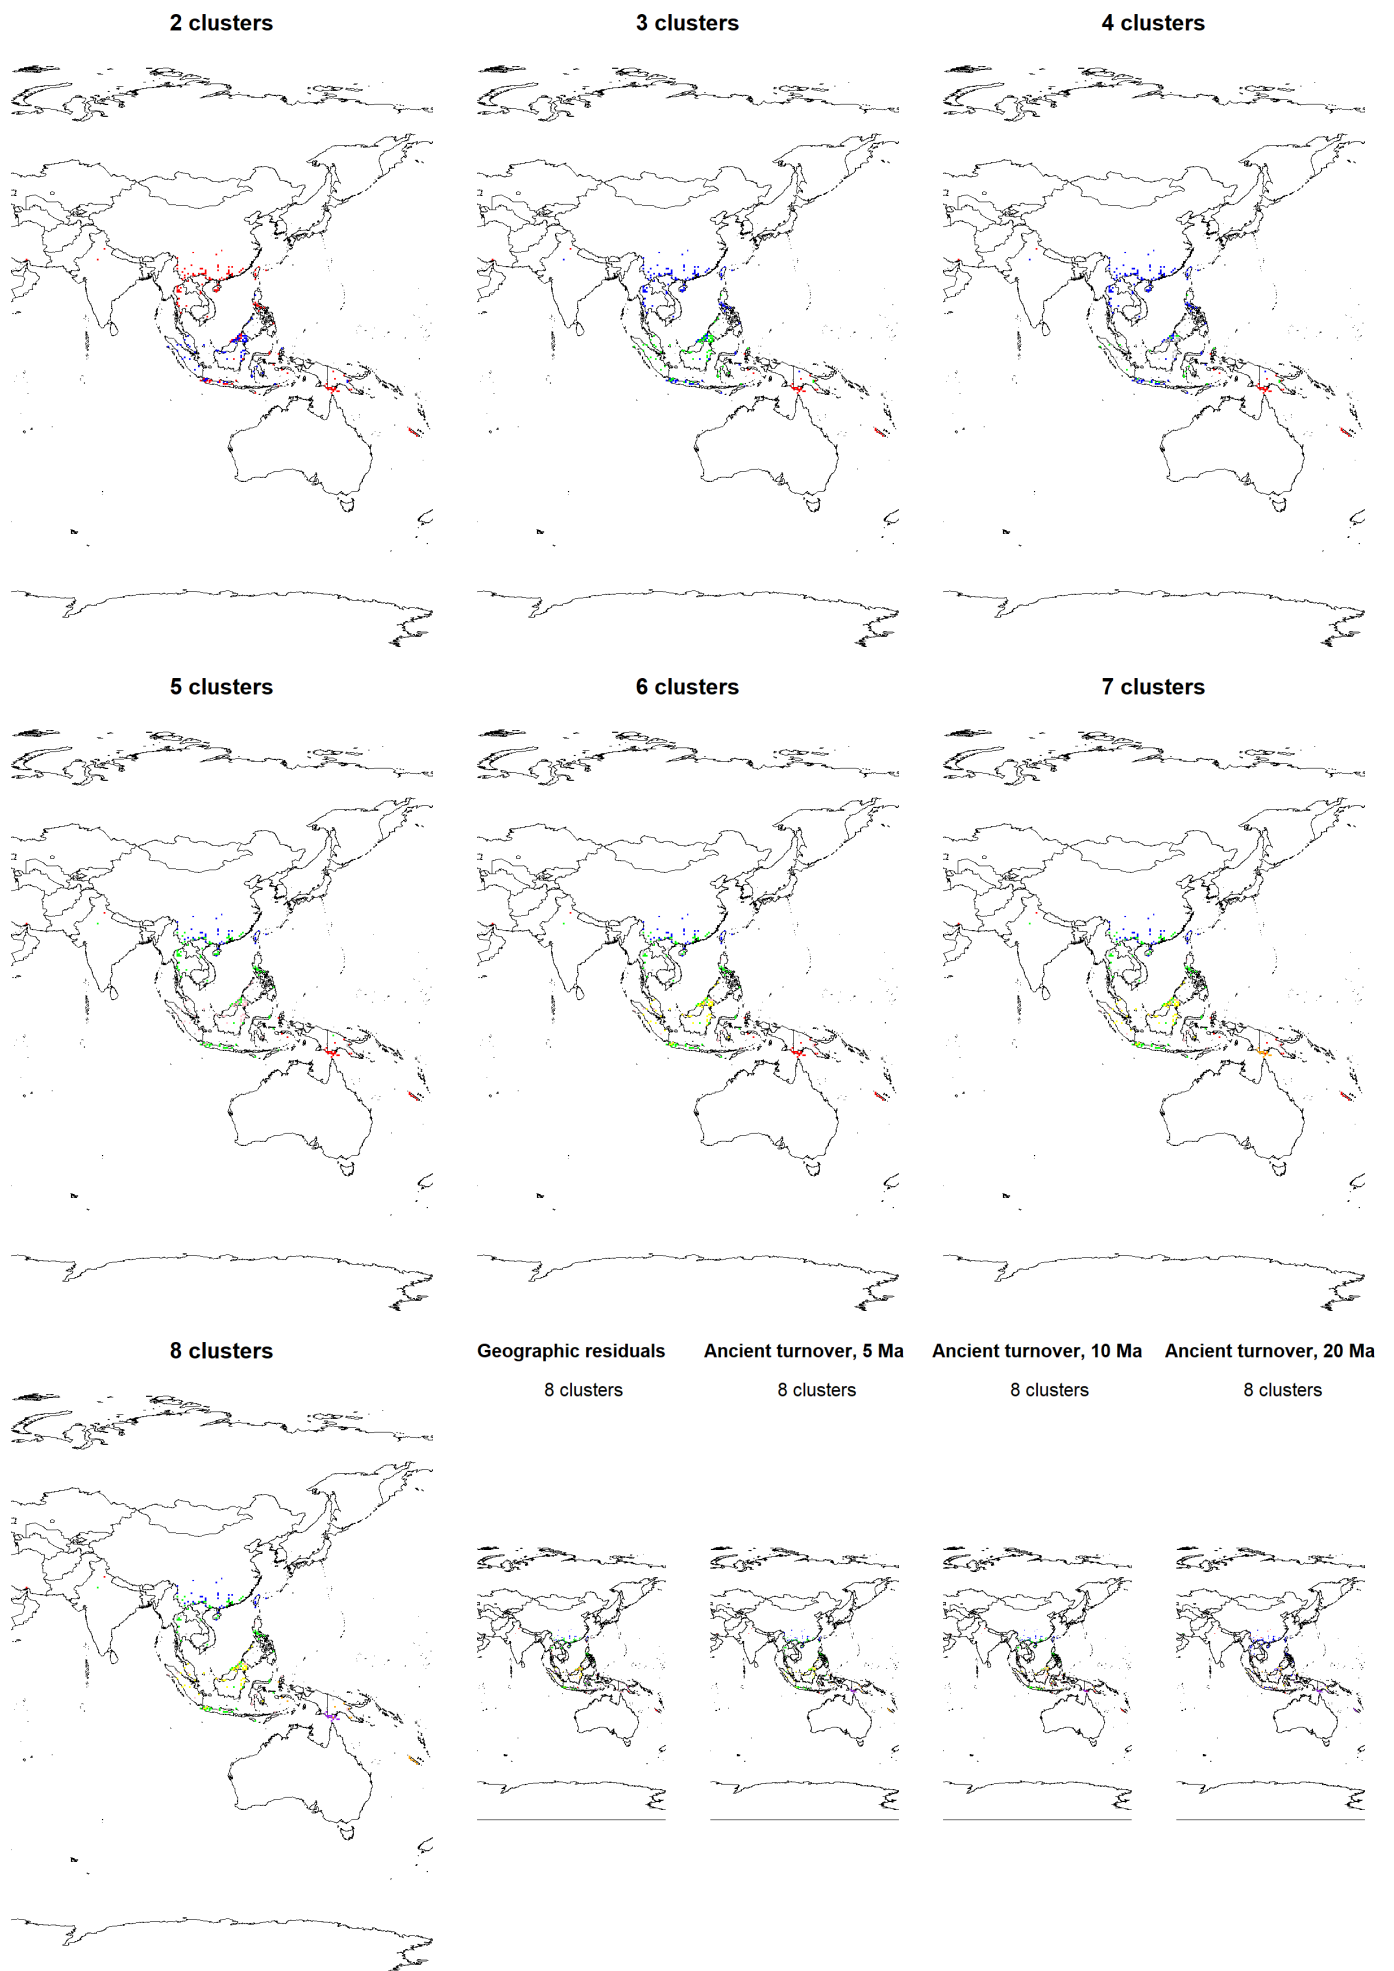 2 clusters
3 clusters
4 clusters
5 clusters
6 clusters
7 clusters
8 clusters
Geographic residuals
Ancient turnover, 5 Ma
Ancient turnover, 10 Ma
Ancient turnover, 20 Ma
8 clusters
8 clusters
8 clusters
8 clusters